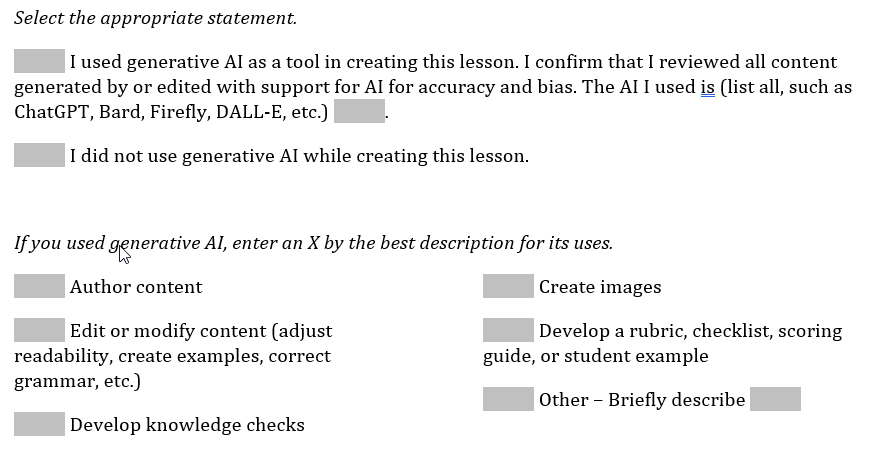 Select the appropriate statement.
I used generative AI as a tool in creating this lesson. I confirm that I reviewed all content
generated by or edited with support for AI for accuracy and bias. The AI I used is (list all, such as
ChatGPT, Bard, Firefly, DALL-E, etc.) .
I did not use generative AI while creating this lesson.
If you used generative AI, enter an X by the best description for its uses.
Author content
Edit or modify content (adjust
readability, create examples, correct
grammar, etc.)
Develop knowledge checks
Create images
Develop a rubric, checklist, scoring
guide, or student example
Other – Briefly describe